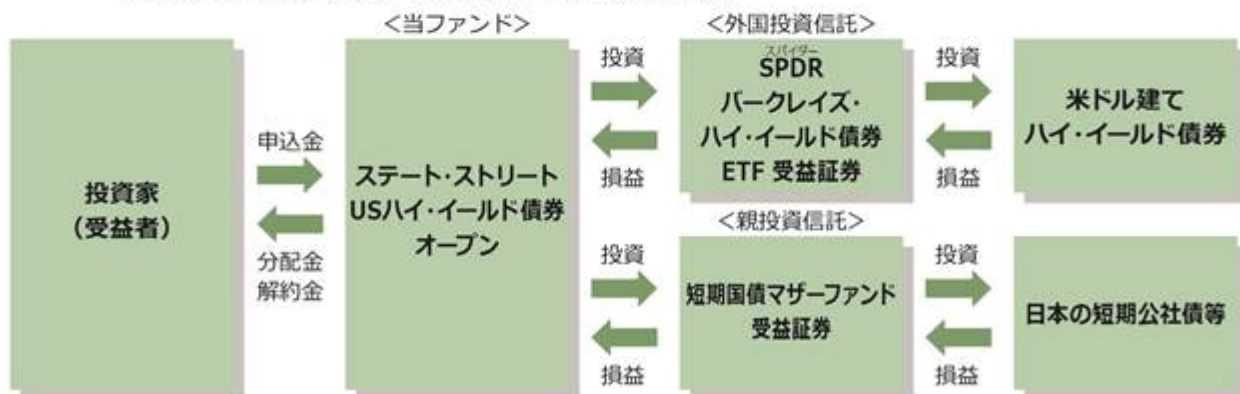 <当ファンド>
<外国投資信託>
投資
スパイダー
SPDR
バークレイズ・
ハイ・イールド債券
ETF 受益証券
投資
米ドル建て
ハイ・イールド債券
損益
損益
申込金
投資家
(受益者)
分配金
解約金
ステート・ストリート
USハイ・イールド債券
オープン
<親投資信託>
投資
短期国債マザーファンド
受益証券
投資
日本の短期公社債等
損益
損益